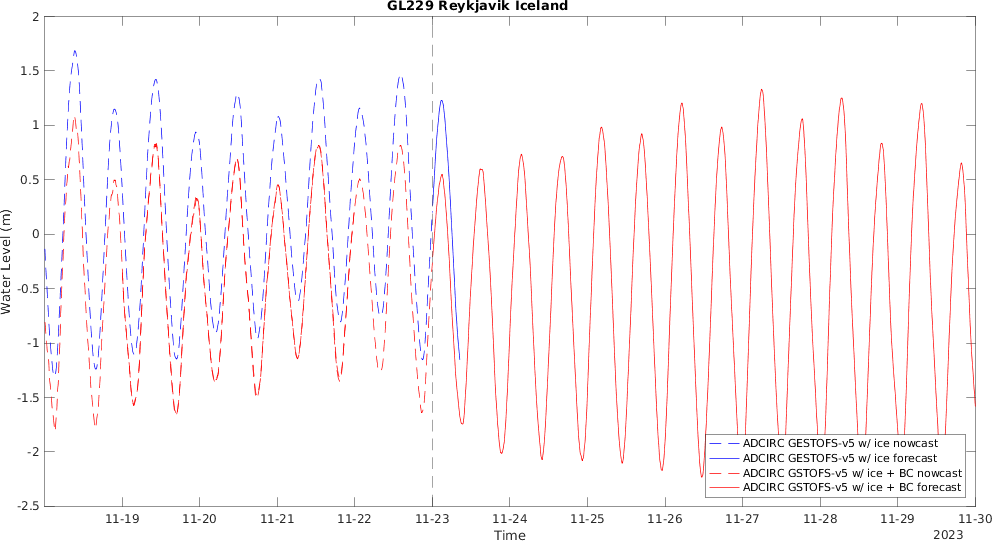 GL229 Reykjavik Iceland
Water Level (m)
2
1.5
1
0.5
0
-0.5
-1
-1.5
-2
-2.5
ADCIRC GESTOFS-v5 w/ ice nowcast
ADCIRC GESTOFS-v5 w/ ice forecast
ADCIRC GSTOFS-v5 w/ ice + BC nowcast
ADCIRC GSTOFS-v5 w/ ice + BC forecast
11-19 11-20 11-21 11-22 11-23 11-24 11-25 11-26 11-27 11-28 11-29 11-30
Time
2023